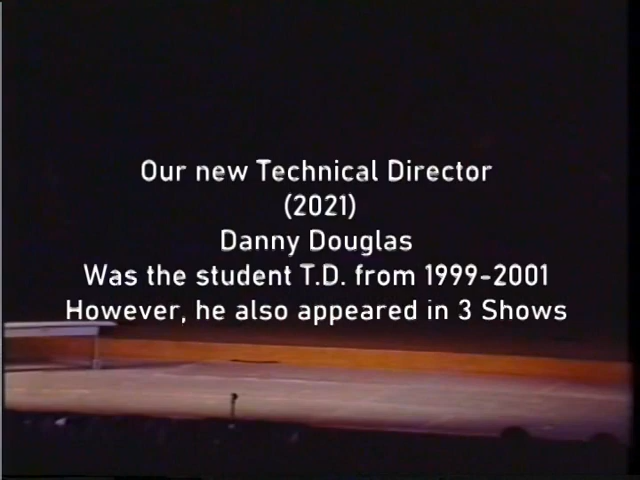 Our new Technical Director
(2021)
Danny Douglas
Was the student T.D. from 1999-2001
However, he also appeared in 3 Shows